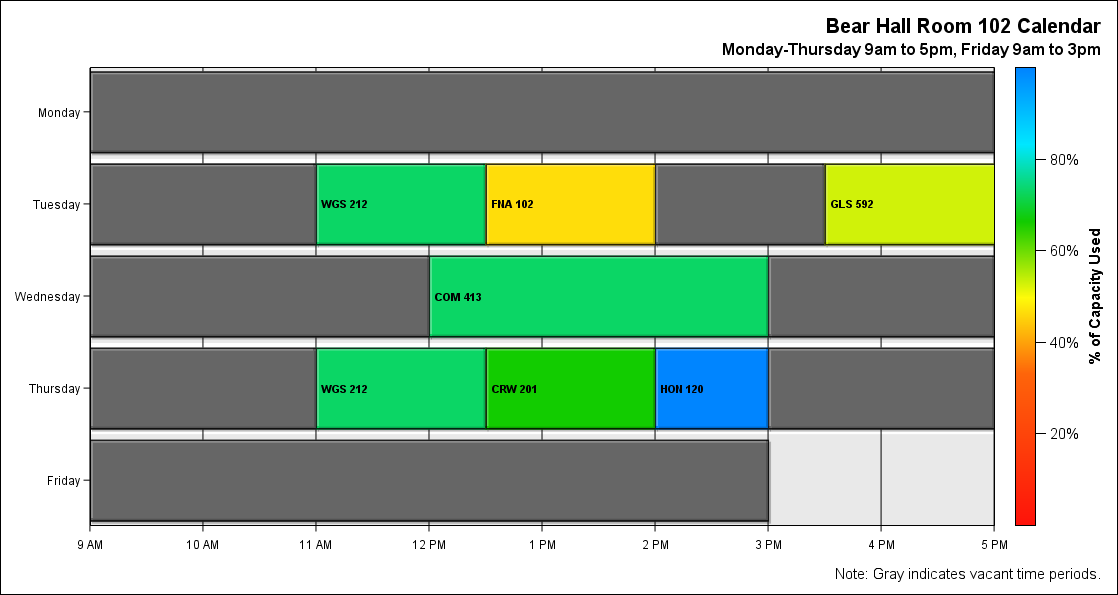 Bear Hall Room 102 Calendar
Monday-Thursday 9am to 5pm, Friday 9am to 3pm
Monday
Tuesday
WGS 212
FNA 102
GLS 592
Wednesday
COM 413
Thursday
WGS 212
CRW 201
HON 120
Friday
9 AM
10 AM
11 AM
12 PM
1 PM
2 PM
3 PM
4 PM
5 PM
80%
60%
40%
20%
% of Capacity Used
Note: Gray indicates vacant time periods.